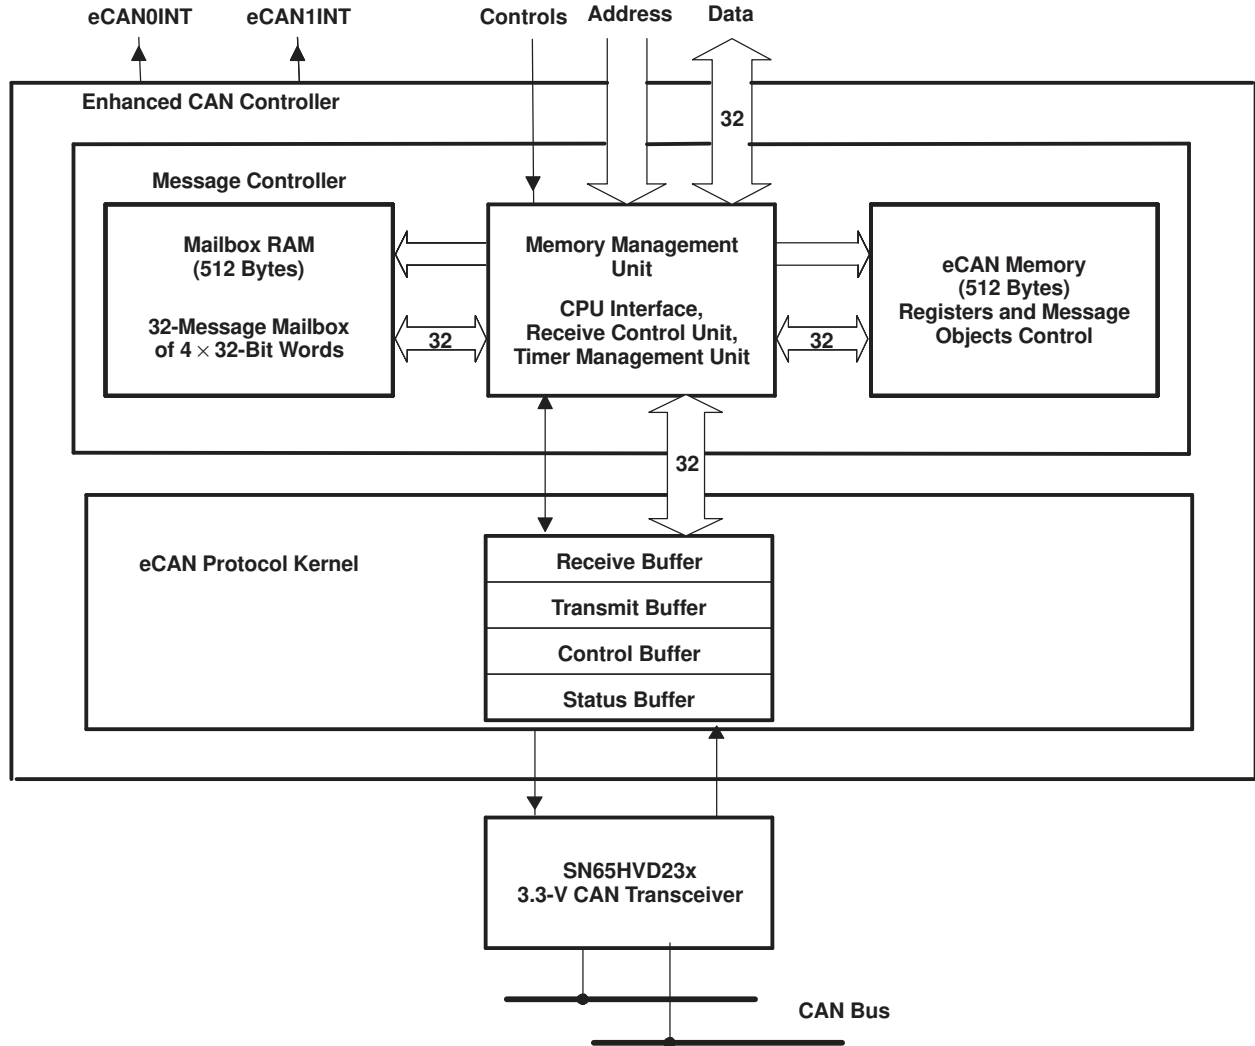 eCAN0INT
eCAN1INT
Controls
Address
Data
Enhanced CAN Controller
32
Message Controller
Mailbox RAM
(512 Bytes)
32-Message Mailbox
of 4 × 32-Bit Words
32
Memory Management
Unit
CPU Interface,
Receive Control Unit,
Timer Management Unit
32
eCAN Memory
(512 Bytes)
Registers and Message
Objects Control
32
eCAN Protocol Kernel
Receive Buffer
Transmit Buffer
Control Buffer
Status Buffer
SN65HVD23x
3.3-V CAN Transceiver
CAN Bus